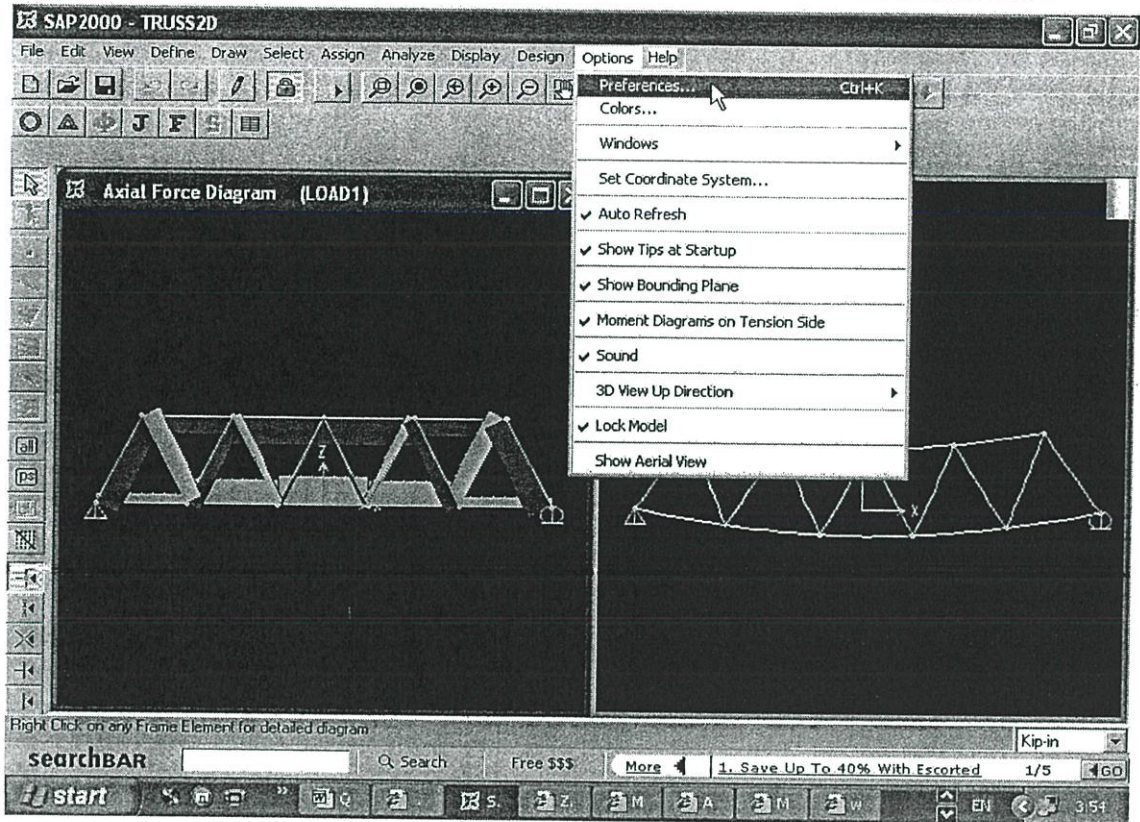 SAP2000 - TRUSS2D
File Edit View Define Draw Select Assign Analyze Display Design Options Help
J F
Preferences... Ctrl+K
Colors...
Windows
Set Coordinate System...
Auto Refresh
Show Tips at Startup
Show Bounding Plane
Moment Diagrams on Tension Side
Sound
3D View Up Direction
Lock Model
Show Aerial View
Axial Force Diagram (LOAD1)
all
ps
Z
X
Right Click on any Frame Element for detailed diagram
Kip-in
searchBAR Search Free $$$ More 1. Save Up To 40% With Escorted 1/5 GO
start Q S. Z. M A M W EN 3:54